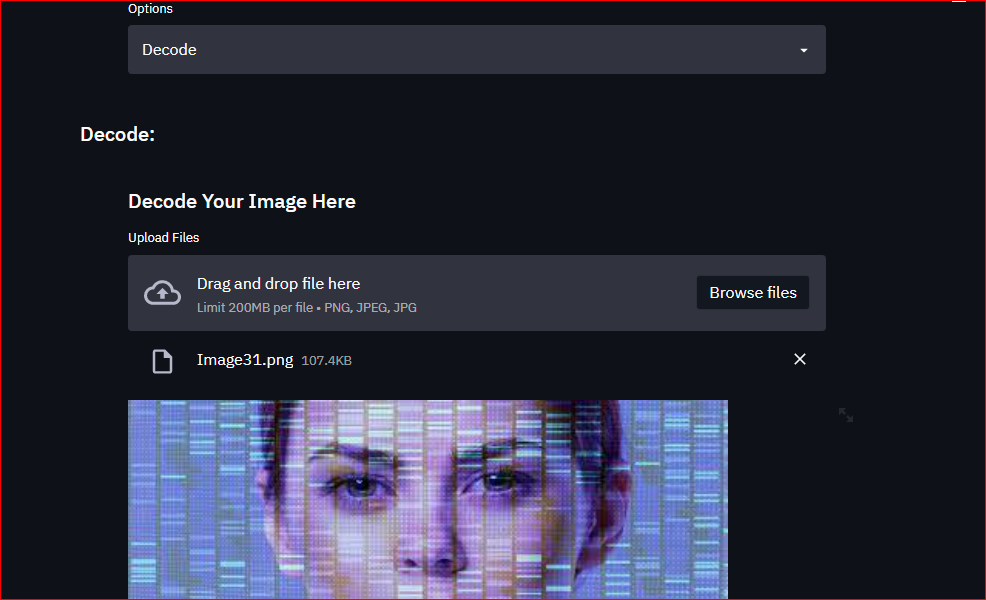 Options
Decode
Decode:
Decode Your Image Here
Upload Files
Drag and drop file here
Limit 200MB per file • PNG, JPEG, JPG
Browse files
Image31.png 107.4KB